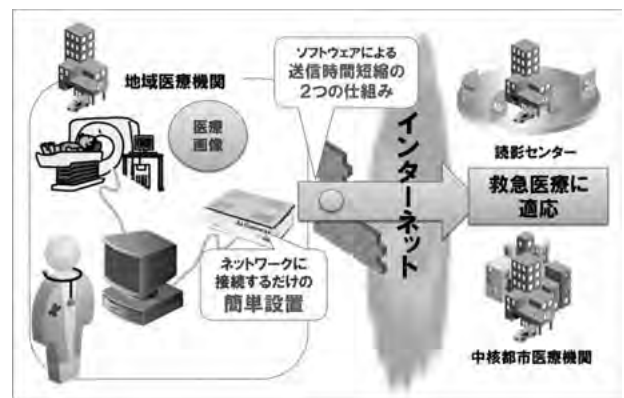 地域医療機関
医療
画像
ソフトウェアによる
送信時間短縮の
2つの仕組み
ネットワークに
接続するだけの
簡単設置
インターネット
読影センター
救急医療に
適応
中核都市医療機関